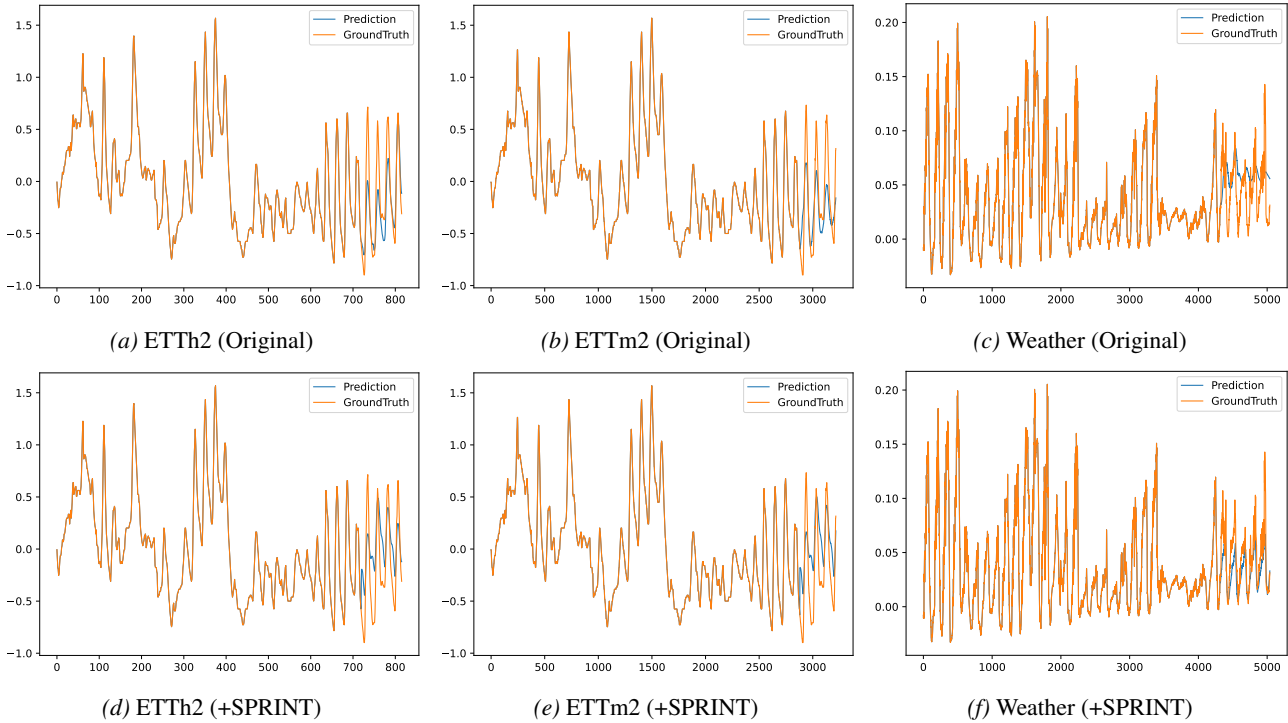 1.5
1.0
0.5
0.0
−0.5
−1.0
0 100 200 300 400 500 600 700 800
Prediction
GroundTruth
(a) ETTh2 (Original)
1.5
1.0
0.5
0.0
−0.5
−1.0
0 500 1000 1500 2000 2500 3000
Prediction
GroundTruth
(b) ETTm2 (Original)
0.20
0.15
0.10
0.05
0.00
0 1000 2000 3000 4000 5000
Prediction
GroundTruth
(c) Weather (Original)
1.5
1.0
0.5
0.0
−0.5
−1.0
0 100 200 300 400 500 600 700 800
Prediction
GroundTruth
(d) ETTh2 (+SPRINT)
1.5
1.0
0.5
0.0
−0.5
−1.0
0 500 1000 1500 2000 2500 3000
Prediction
GroundTruth
(e) ETTm2 (+SPRINT)
0.20
0.15
0.10
0.05
0.00
0 1000 2000 3000 4000 5000
Prediction
GroundTruth
(f) Weather (+SPRINT)